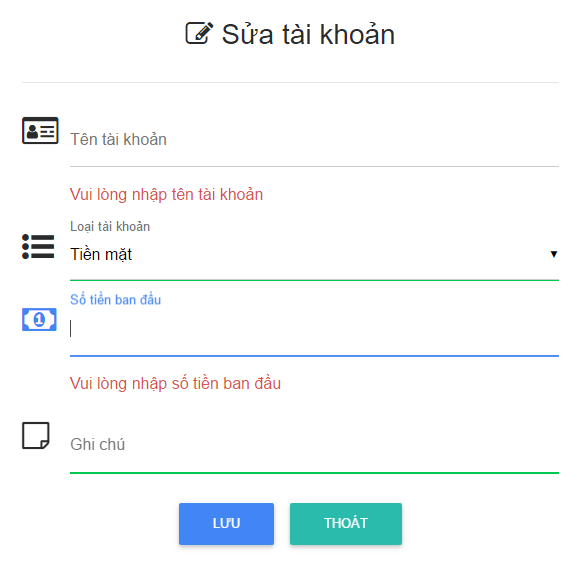 Sửa tài khoản
Tên tài khoản
Vui lòng nhập tên tài khoản
Loại tài khoản
Tiền mặt
Số tiền ban đầu
1
Vui lòng nhập số tiền ban đầu
Ghi chú
LƯU THOÁT